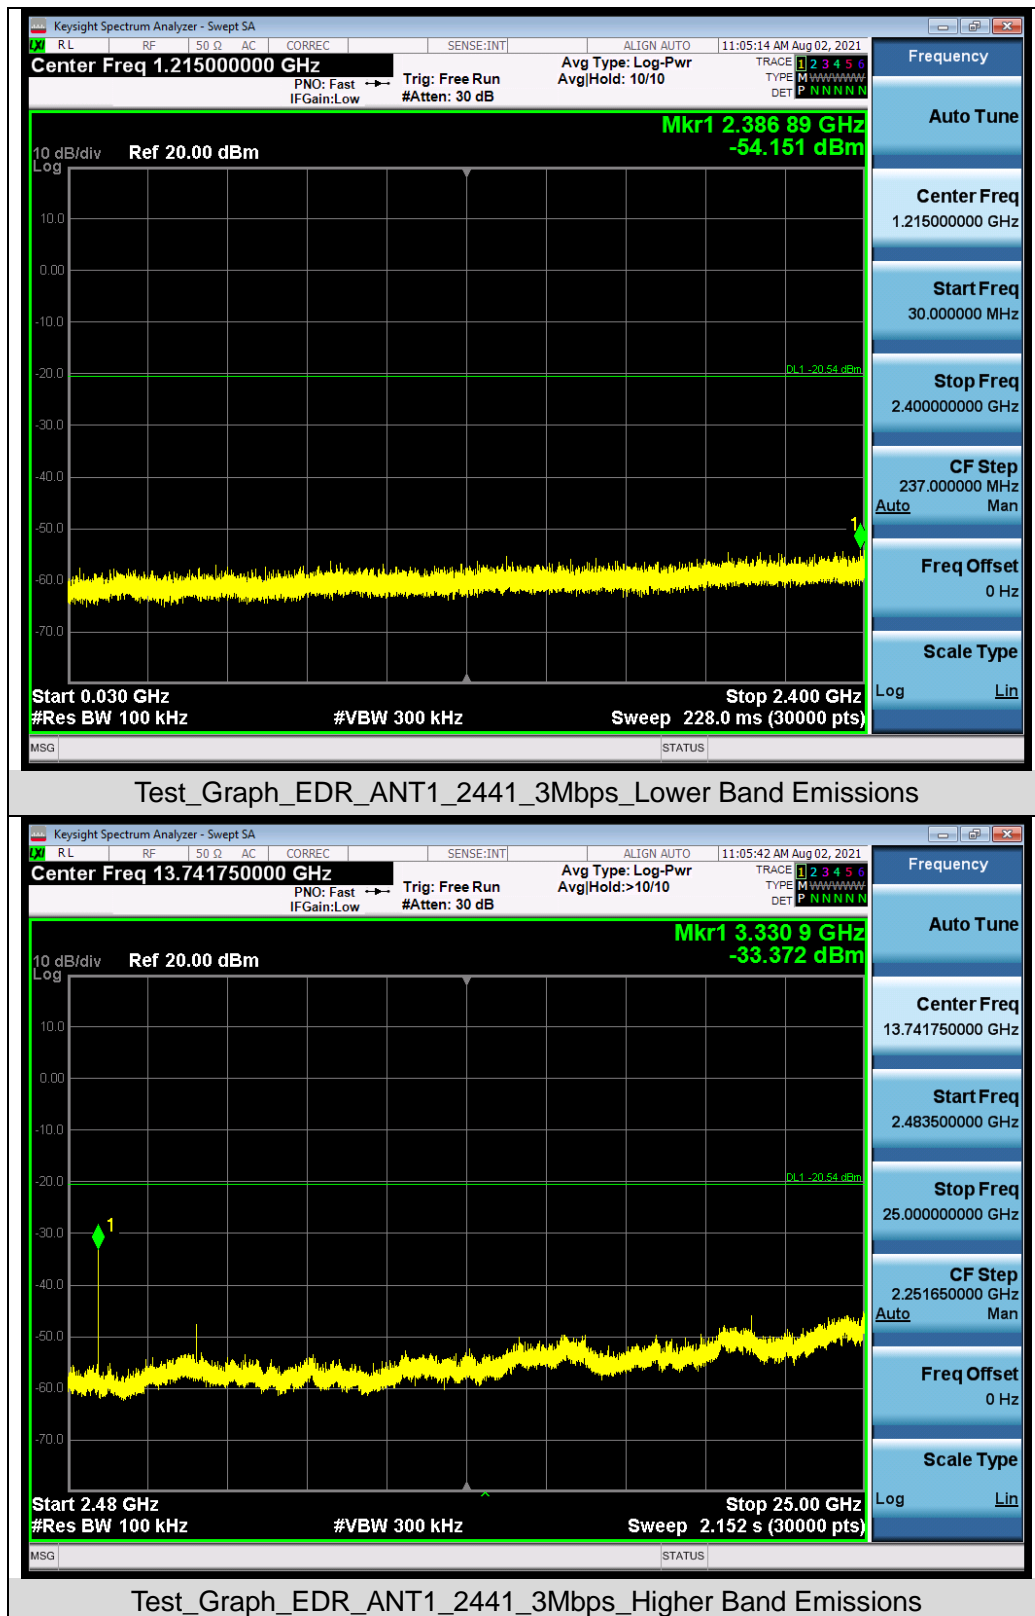 Keysight Spectrum Analyzer - Swept SA
LXI RL RF 50 Ω AC CORREC SENSE:INT ALIGN AUTO 11:05:14 AM Aug 02, 2021
Center Freq 1.215000000 GHz
PNO: Fast
IFGain:Low
Trig: Free Run
#Atten: 30 dB
Avg Type: Log-Pwr
Avg|Hold: 10/10
TRACE 1 2 3 4 5 6
TYPE M WWWWW
DET P N N N N N
Frequency
Mkr1 2.386 89 GHz
-54.151 dBm
10 dB/div Ref 20.00 dBm
Log
10.0
0.00
-10.0
-20.0
DL1 -20.54 dBm
-30.0
-40.0
-50.0
1
-60.0
-70.0
Start 0.030 GHz Stop 2.400 GHz
#Res BW 100 kHz #VBW 300 kHz Sweep 228.0 ms (30000 pts)
MSG STATUS
Auto Tune
Center Freq
1.215000000 GHz
Start Freq
30.000000 MHz
Stop Freq
2.400000000 GHz
CF Step
237.000000 MHz
Auto Man
Freq Offset
0 Hz
Scale Type
Log Lin
Test_Graph_EDR_ANT1_2441_3Mbps_Lower Band Emissions
Keysight Spectrum Analyzer - Swept SA
LXI RL RF 50 Ω AC CORREC SENSE:INT ALIGN AUTO 11:05:42 AM Aug 02, 2021
Center Freq 13.741750000 GHz
PNO: Fast
IFGain:Low
Trig: Free Run
#Atten: 30 dB
Avg Type: Log-Pwr
Avg|Hold:>10/10
TRACE 1 2 3 4 5 6
TYPE M WWWWW
DET P N N N N N
Frequency
Mkr1 3.330 9 GHz
-33.372 dBm
10 dB/div Ref 20.00 dBm
Log
10.0
0.00
-10.0
-20.0
DL1 -20.54 dBm
-30.0
1
-40.0
-50.0
-60.0
-70.0
Start 2.48 GHz Stop 25.00 GHz
#Res BW 100 kHz #VBW 300 kHz Sweep 2.152 s (30000 pts)
MSG STATUS
Auto Tune
Center Freq
13.741750000 GHz
Start Freq
2.483500000 GHz
Stop Freq
25.000000000 GHz
CF Step
2.251650000 GHz
Auto Man
Freq Offset
0 Hz
Scale Type
Log Lin
Test_Graph_EDR_ANT1_2441_3Mbps_Higher Band Emissions